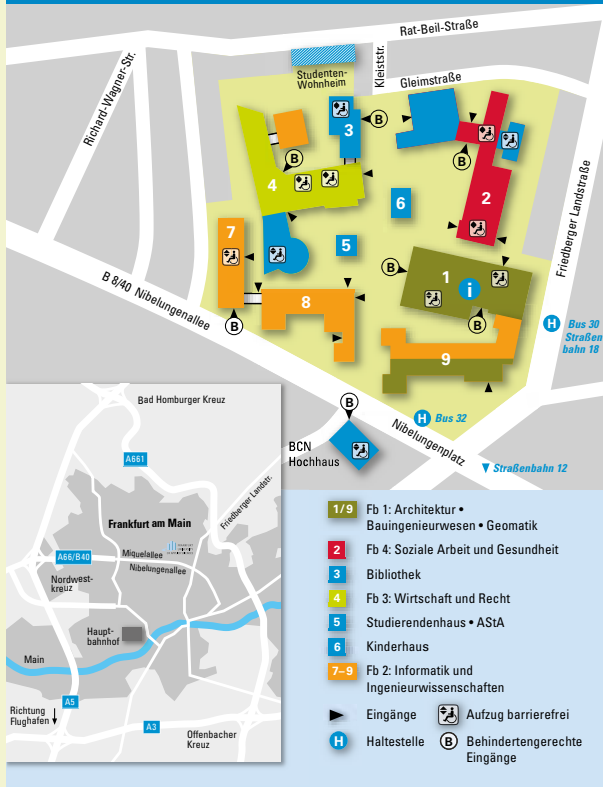 Rat-Beil-Straße
Richard-Wagner-Str.
Kleiststr.
Studenten-
Wohnheim
Gleimstraße
3
B
B
B
4
2
6
7
5
Friedberger Landstraße
B
1
i
B 8/40 Nibelungenallee
8
B
B
H Bus 30
Straßen
bahn 18
9
B
H Bus 32
Nibelungenplatz
BCN
Hochhaus
Straßenbahn 12
Bad Homburger Kreuz
A661
Friedberger Landstr.
Frankfurt am Main
A66/B40
Miquelallee
Nibelungenallee
Nordwest-
kreuz
Haupt-
bahnhof
Main
A5
Richtung
Flughafen
A3
Offenbacher
Kreuz
1/9 Fb 1: Architektur •
Bauingenieurwesen • Geomatik
2 Fb 4: Soziale Arbeit und Gesundheit
3 Bibliothek
4 Fb 3: Wirtschaft und Recht
5 Studierendenhaus • AStA
6 Kinderhaus
7–9 Fb 2: Informatik und
Ingenieurwissenschaften
Eingänge
Aufzug barrierefrei
H Haltestelle
B Behindertengerechte
Eingänge